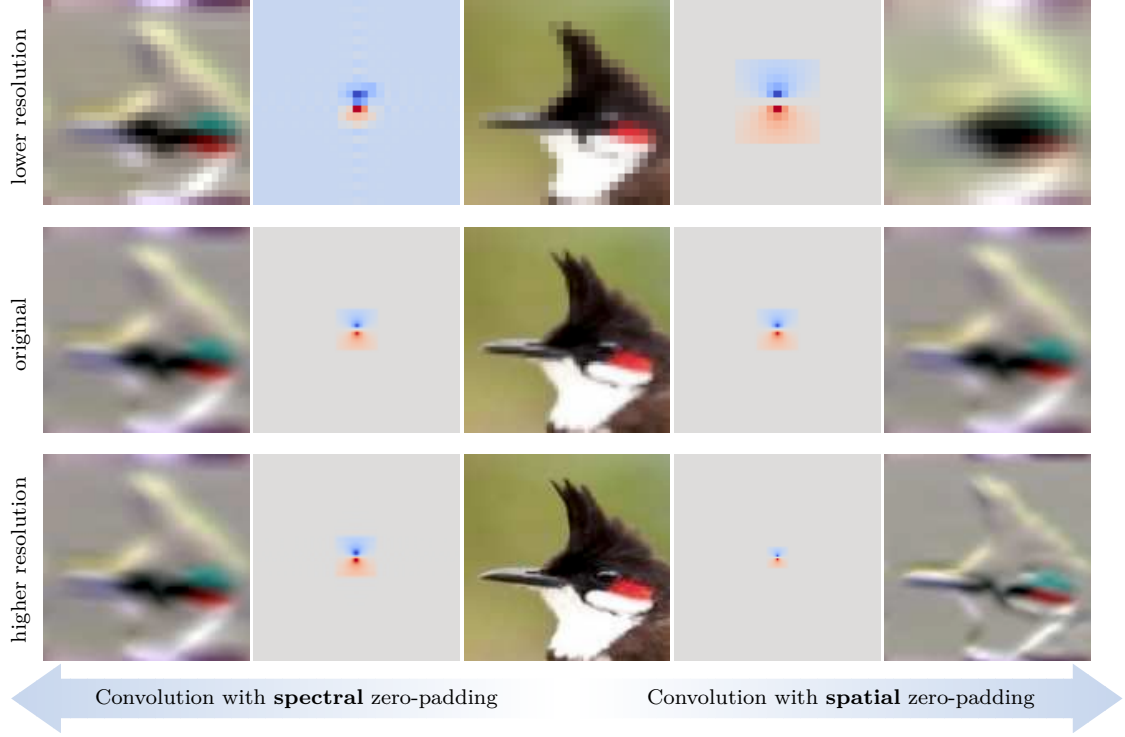 lower resolution
original
higher resolution
Convolution with spectral zero-padding
Convolution with spatial zero-padding